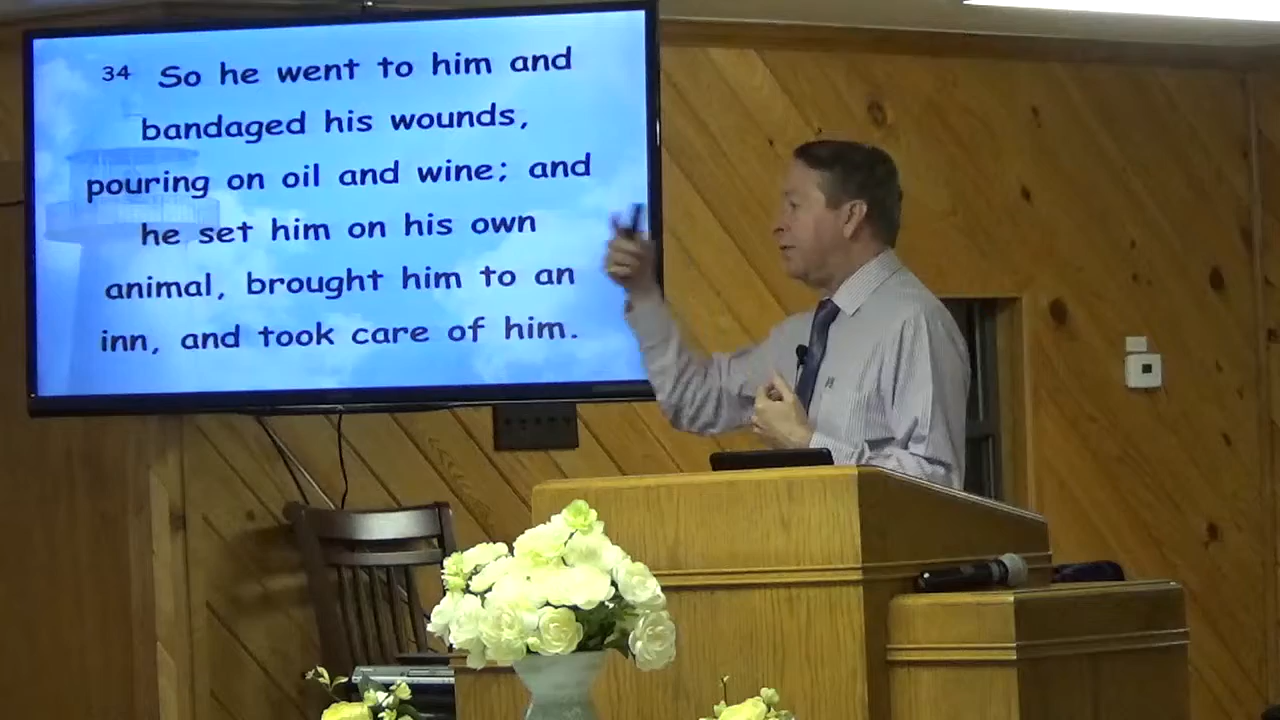 34 So he went to him and
bandaged his wounds,
pouring on oil and wine; and
he set him on his own
animal, brought him to an
inn, and took care of him.